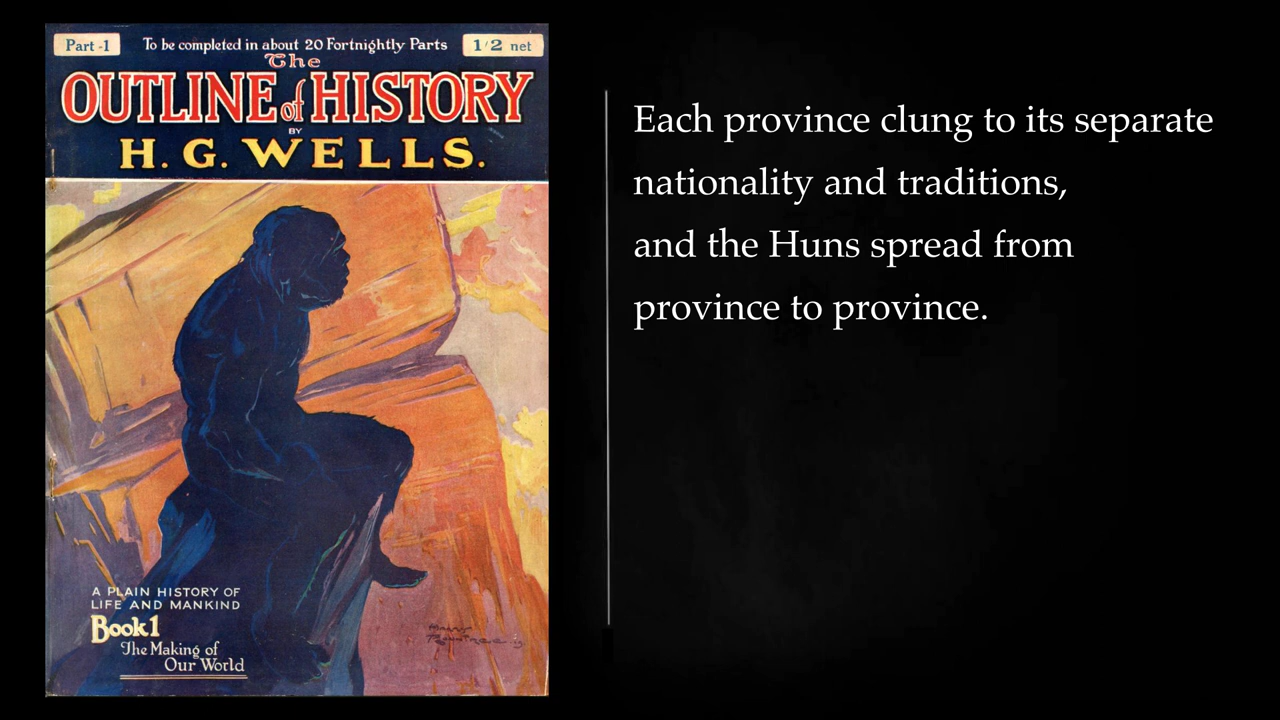 Part -1
To be completed in about 20 Fortnightly Parts
1/2 net
The
OUTLINE of HISTORY
BY
H. G. WELLS.
Each province clung to its separate
nationality and traditions,
and the Huns spread from
province to province.
A PLAIN HISTORY OF
LIFE AND MANKIND
Book 1
The Making of
Our World